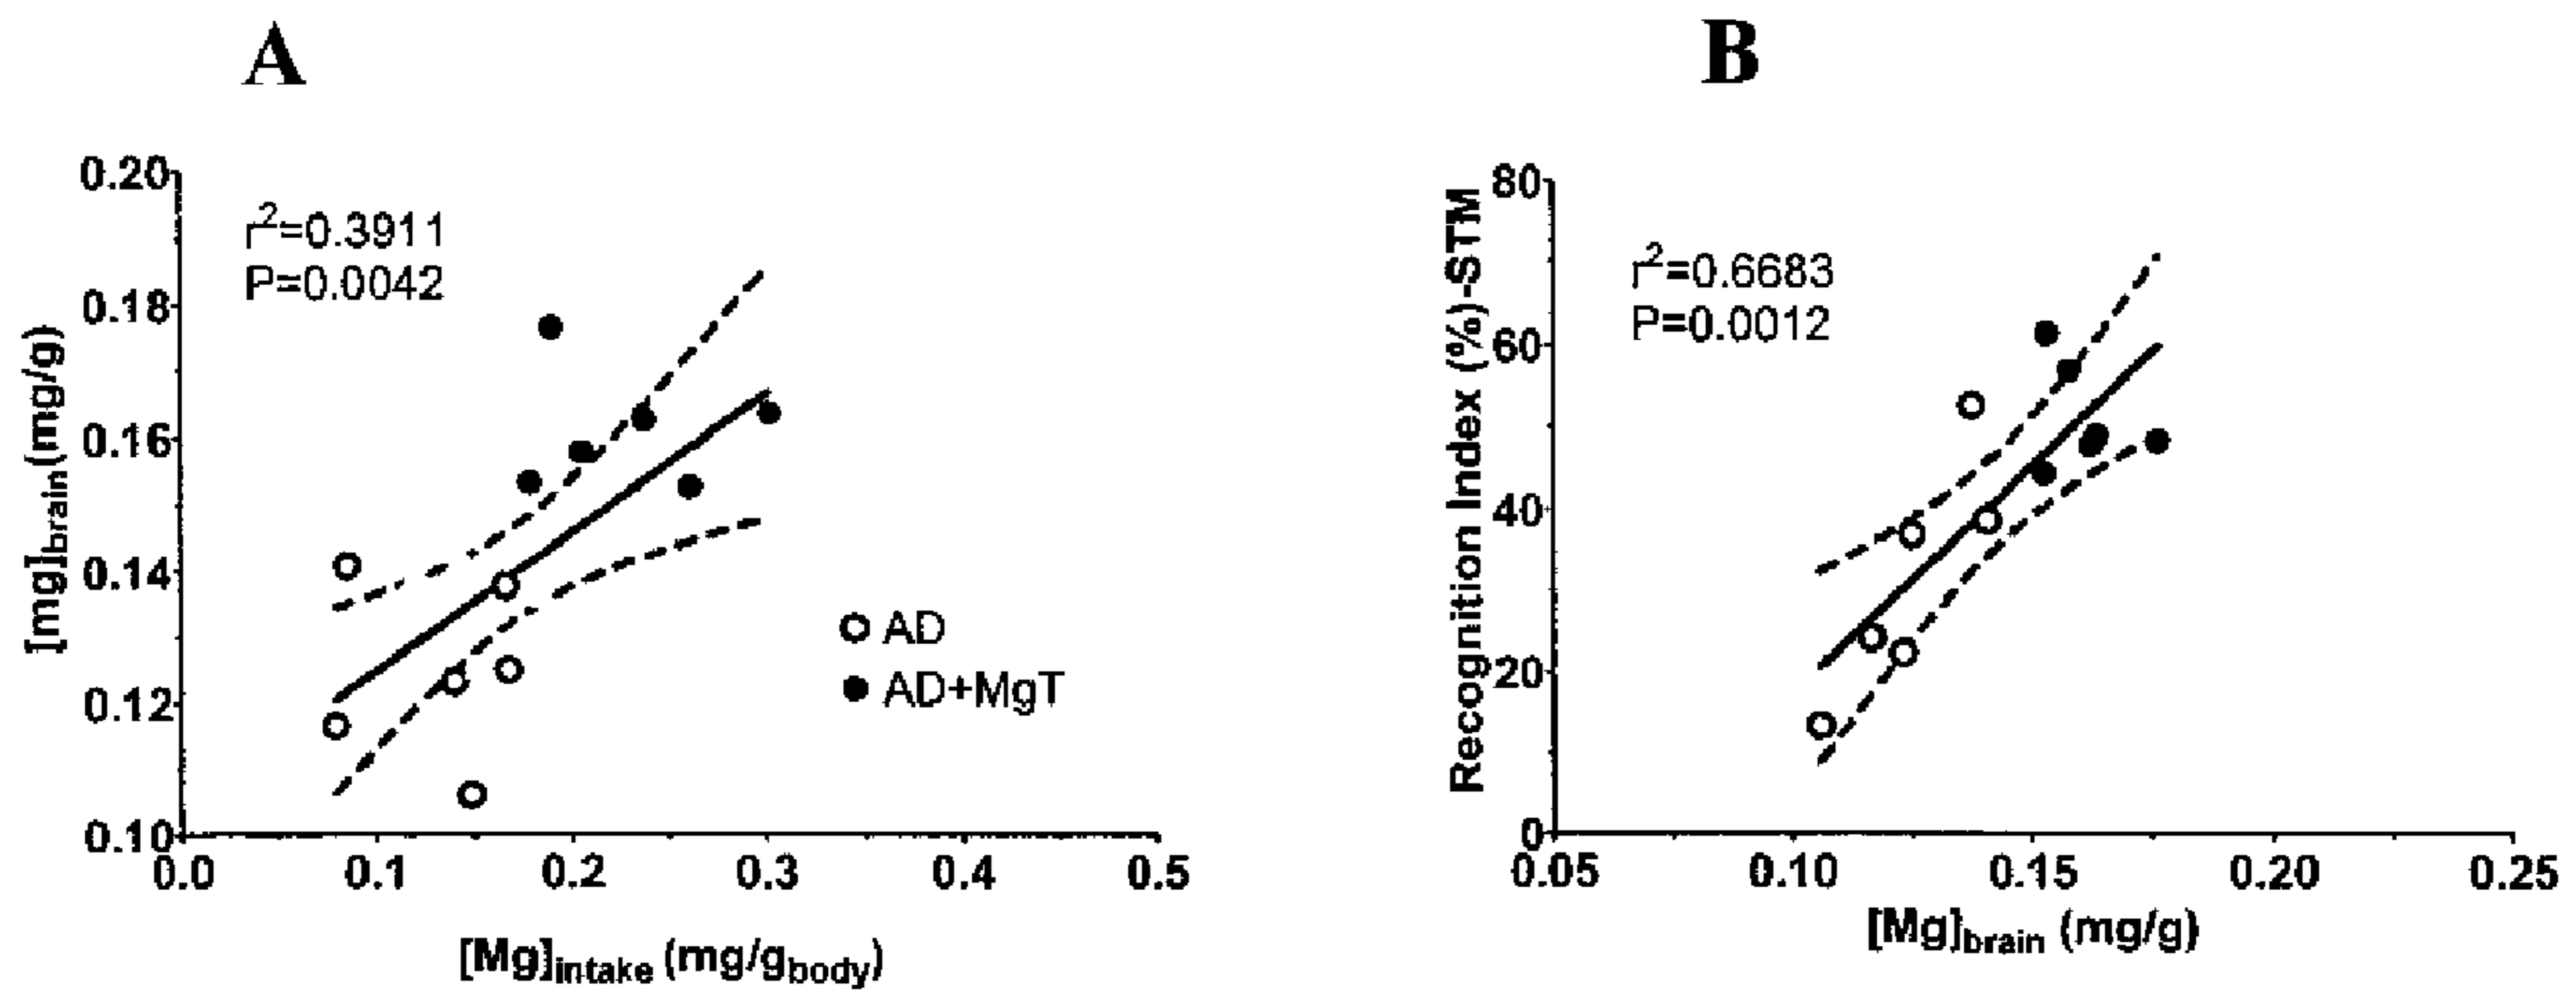 A
0.20
0.18
0.16
0.14
0.12
0.10
[mg]brain(mg/g)
r²=0.3911
P=0.0042
AD
AD+MgT
0.0 0.1 0.2 0.3 0.4 0.5
[Mg]intake (mg/gbody)
B
80
60
40
20
0
Recognition Index (%)-STM
r²=0.6683
P=0.0012
0.05 0.10 0.15 0.20 0.25
[Mg]brain (mg/g)